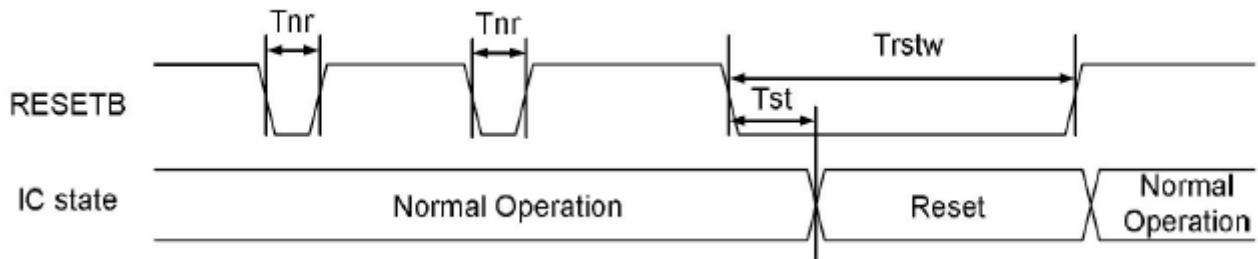 Tnr
Tnr
Trstw
RESETB
Tst
IC state
Normal Operation
Reset
Normal
Operation